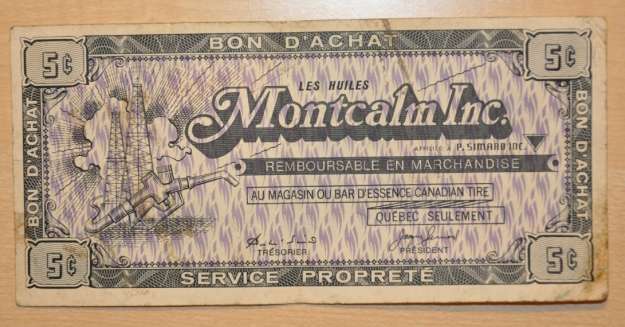 5¢ BON D'ACHAT 5¢
LES HUILES
Montcalm Inc.
AFFILIÉ À P. SIMARD INC.
REMBOURSABLE EN MARCHANDISE
AU MAGASIN OU BAR D'ESSENCE CANADIAN TIRE
QUÉBEC SEULEMENT
BON D'ACHAT
BON D'ACHAT
TRÉSORIER PRÉSIDENT
5¢ SERVICE PROPRETÉ 5¢